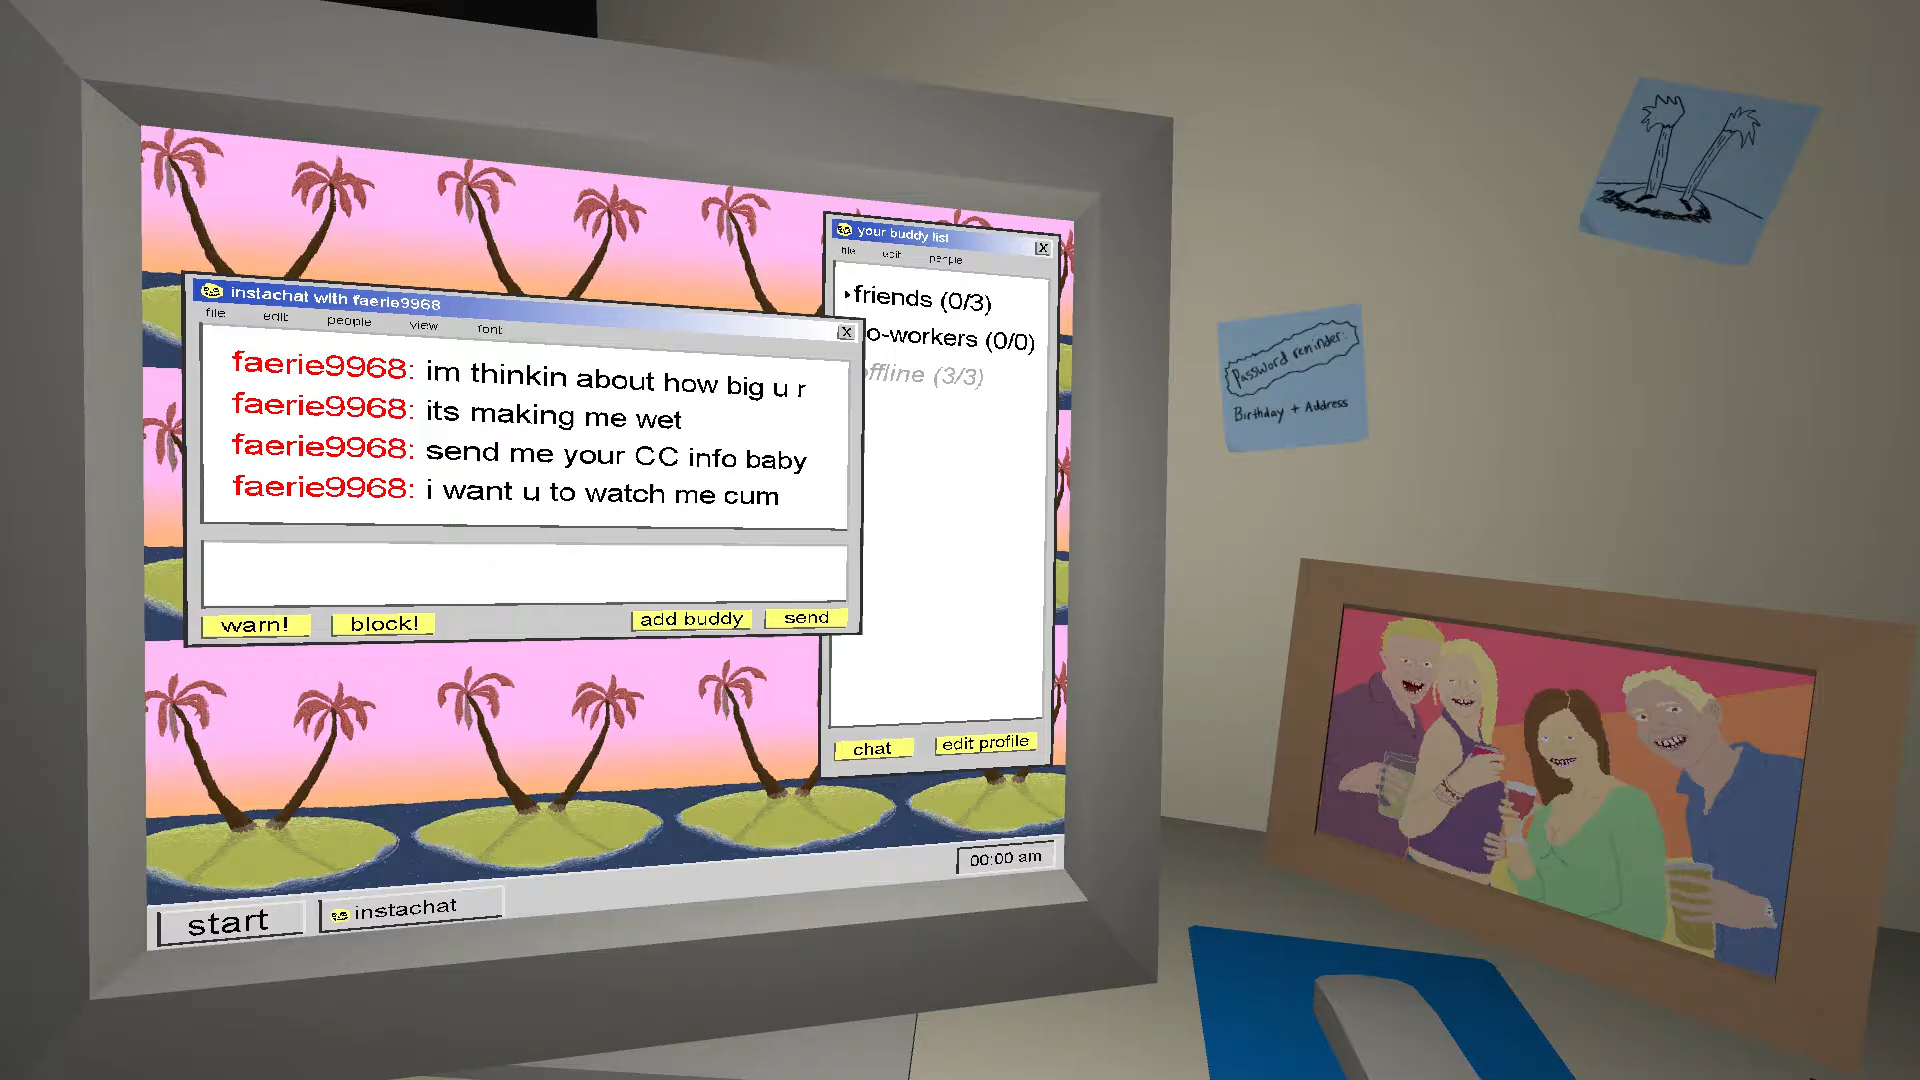 instachat with faerie9968
file edit people view font
faerie9968: im thinkin about how big u r
faerie9968: its making me wet
faerie9968: send me your CC info baby
faerie9968: i want u to watch me cum
warn! block! add buddy send
your buddy list
file edit people
friends (0/3)
o-workers (0/0)
ffline (3/3)
chat edit profile
start instachat 00:00 am
Password reminder:
Birthday + Address